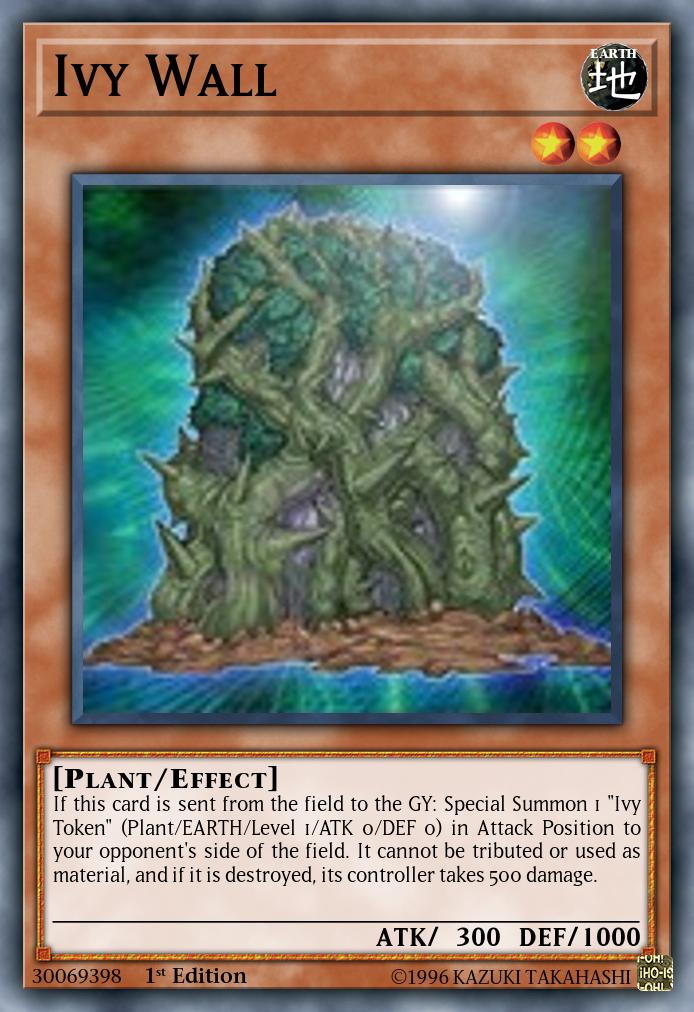 Ivy Wall
EARTH
地
[Plant/Effect]
If this card is sent from the field to the GY: Special Summon 1 "Ivy
Token" (Plant/EARTH/Level 1/ATK 0/DEF 0) in Attack Position to
your opponent's side of the field. It cannot be tributed or used as
material, and if it is destroyed, its controller takes 500 damage.
ATK/ 300 DEF/1000
30069398 1st Edition ©1996 KAZUKI TAKAHASHI